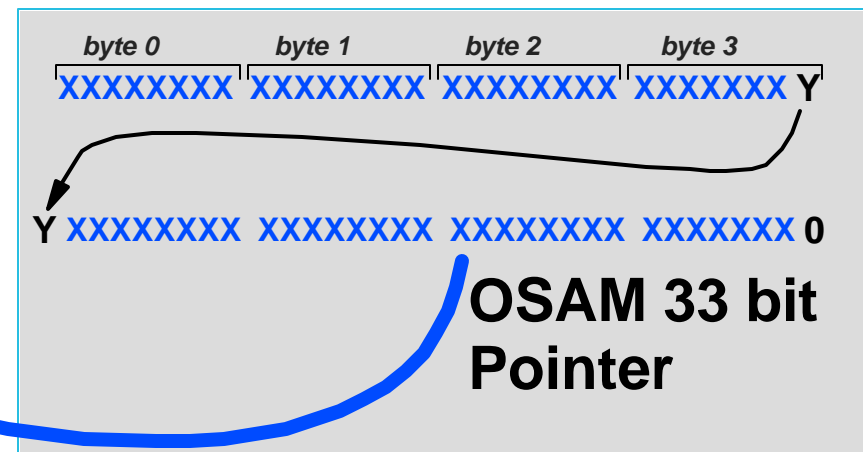 byte 0 byte 1 byte 2 byte 3
XXXXXXXX XXXXXXXX XXXXXXXX XXXXXXX Y
Y XXXXXXXX XXXXXXXX XXXXXXXX XXXXXXX 0
OSAM 33 bit
Pointer